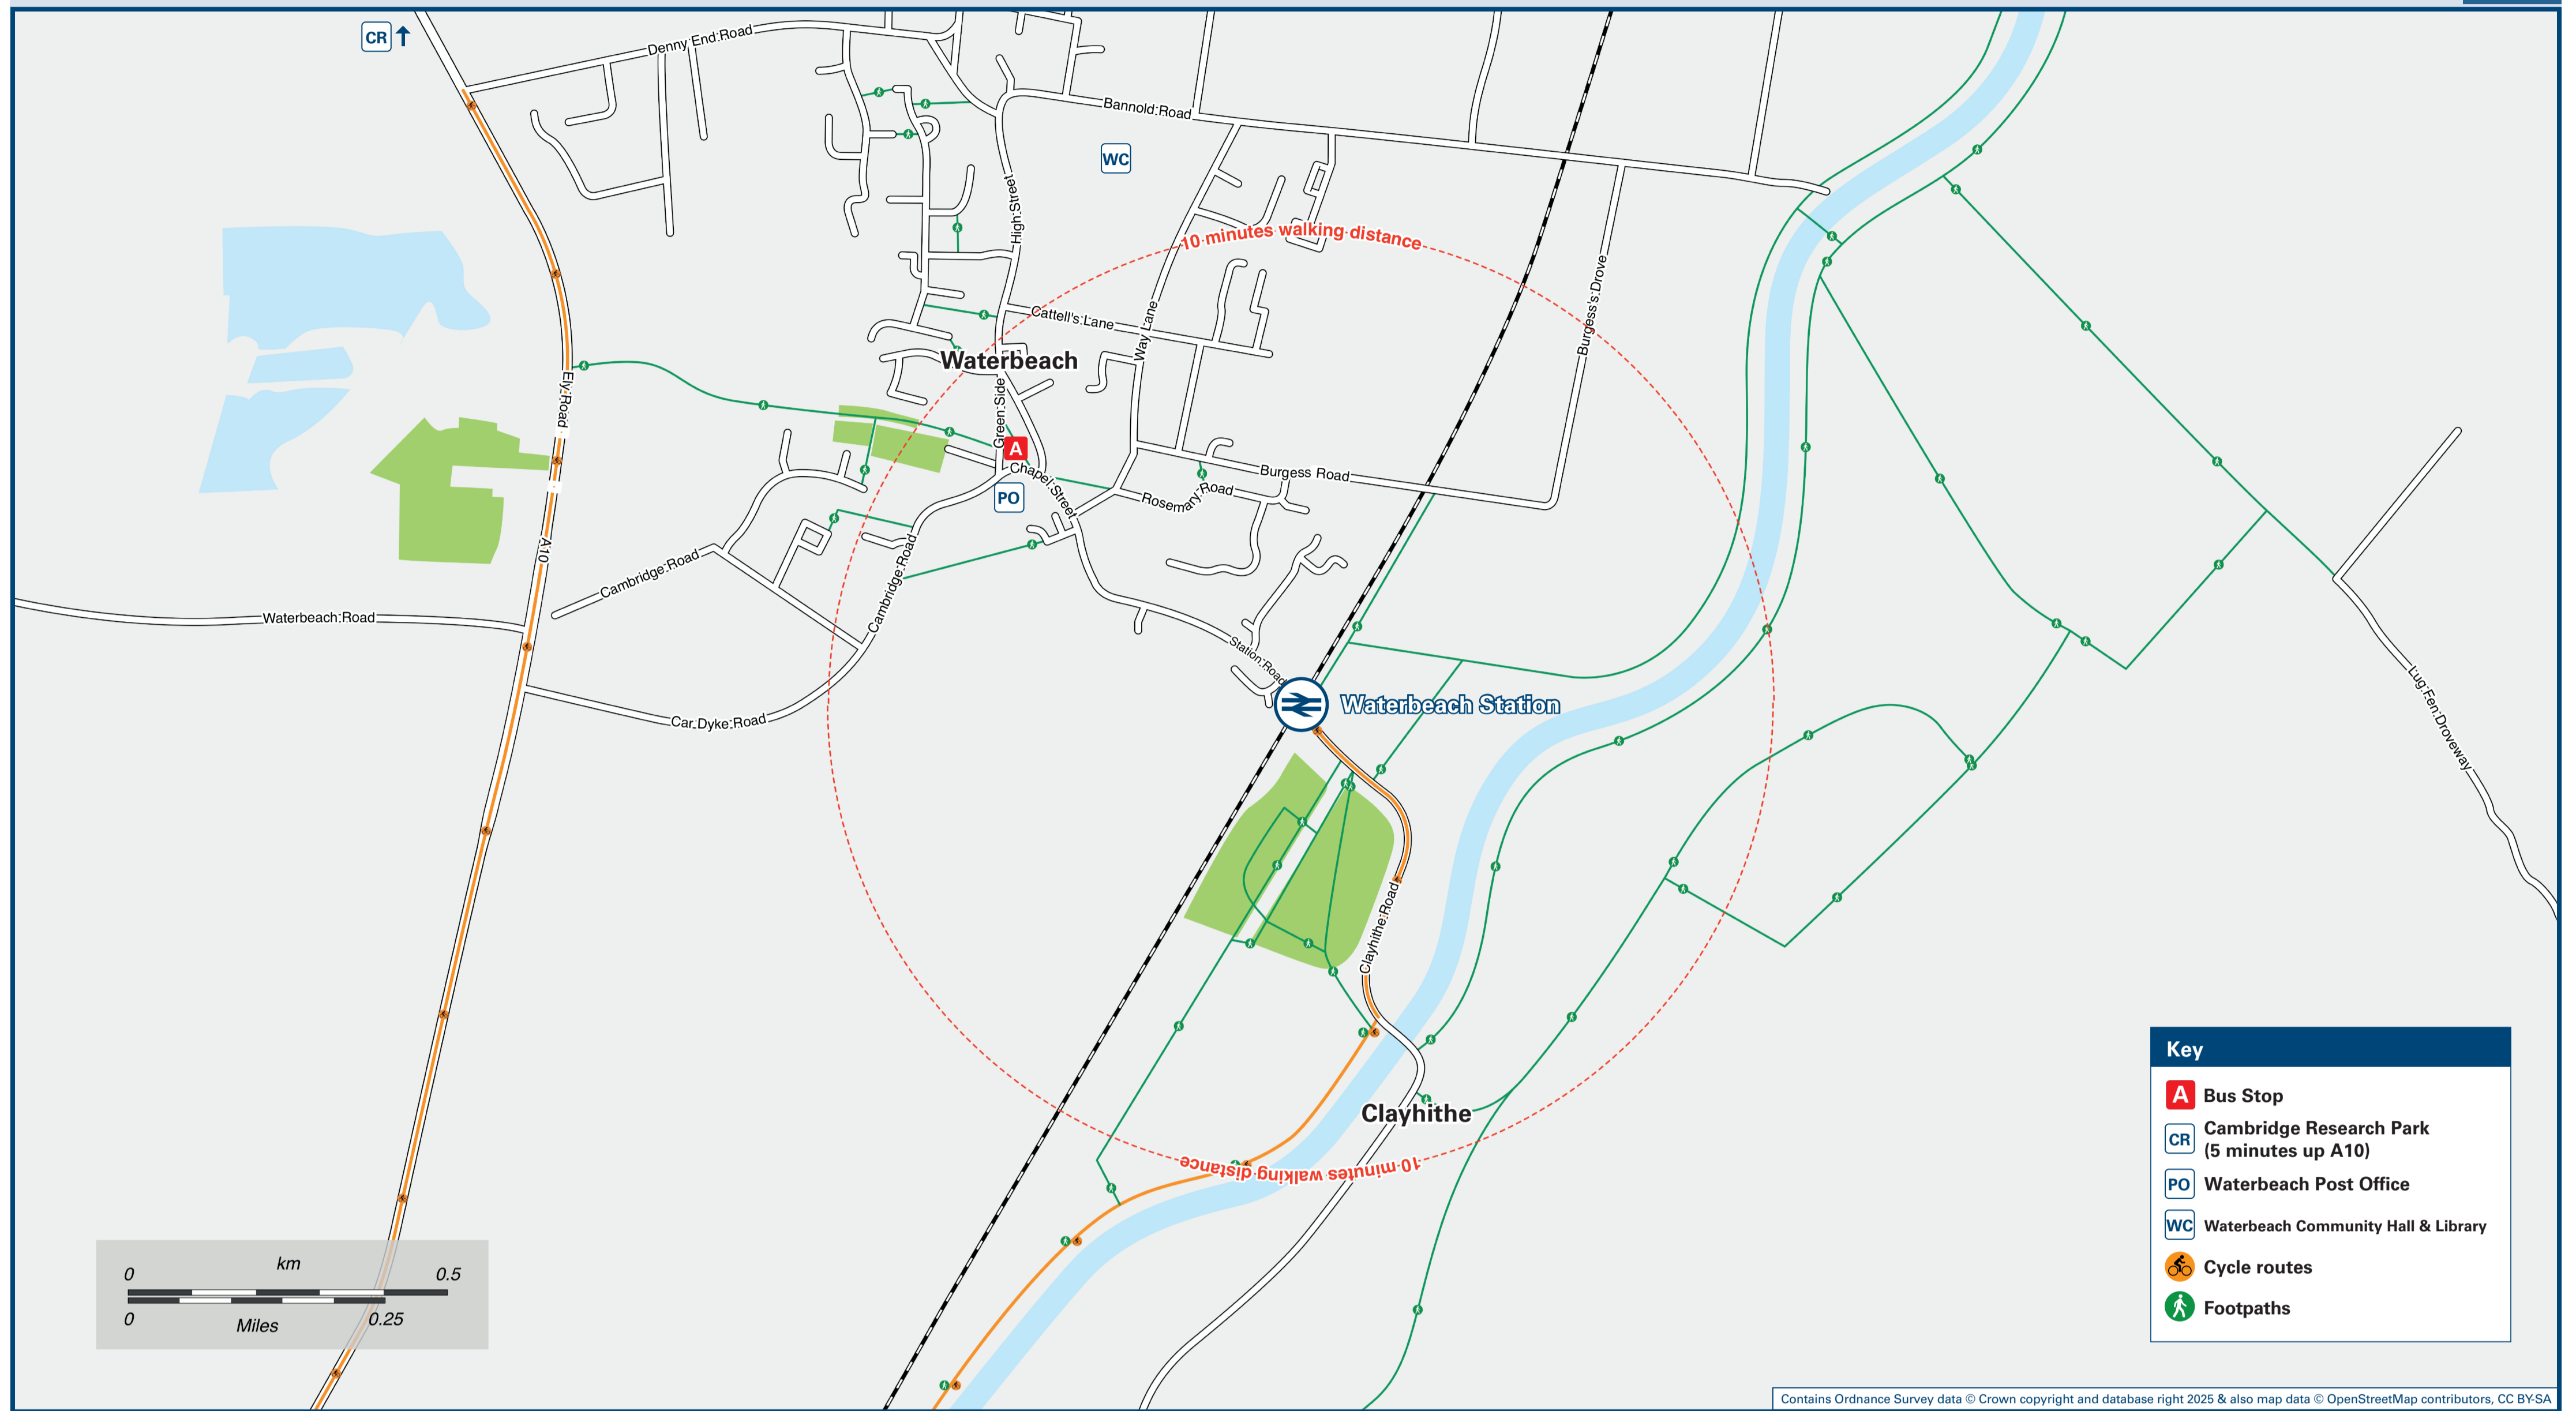 CR
Denny End Road
Bannold Road
WC
High Street
10 minutes walking distance
Cattell's Lane
Way Lane
Burgess's Drove
Waterbeach
Ely Road
Green Side
A
Chapel Street
PO
Burgess Road
Rosemary Road
A10
Cambridge Road
Cambridge Road
Waterbeach Road
Station Road
Car Dyke Road
Waterbeach Station
Lug Fen Droveway
Clayhithe Road
Clayhithe
10 minutes walking distance
km
0 0.5
0 0.25
Miles
Key
A Bus Stop
CR Cambridge Research Park
(5 minutes up A10)
PO Waterbeach Post Office
WC Waterbeach Community Hall & Library
Cycle routes
Footpaths
Contains Ordnance Survey data © Crown copyright and database right 2025 & also map data © OpenStreetMap contributors, CC BY-SA